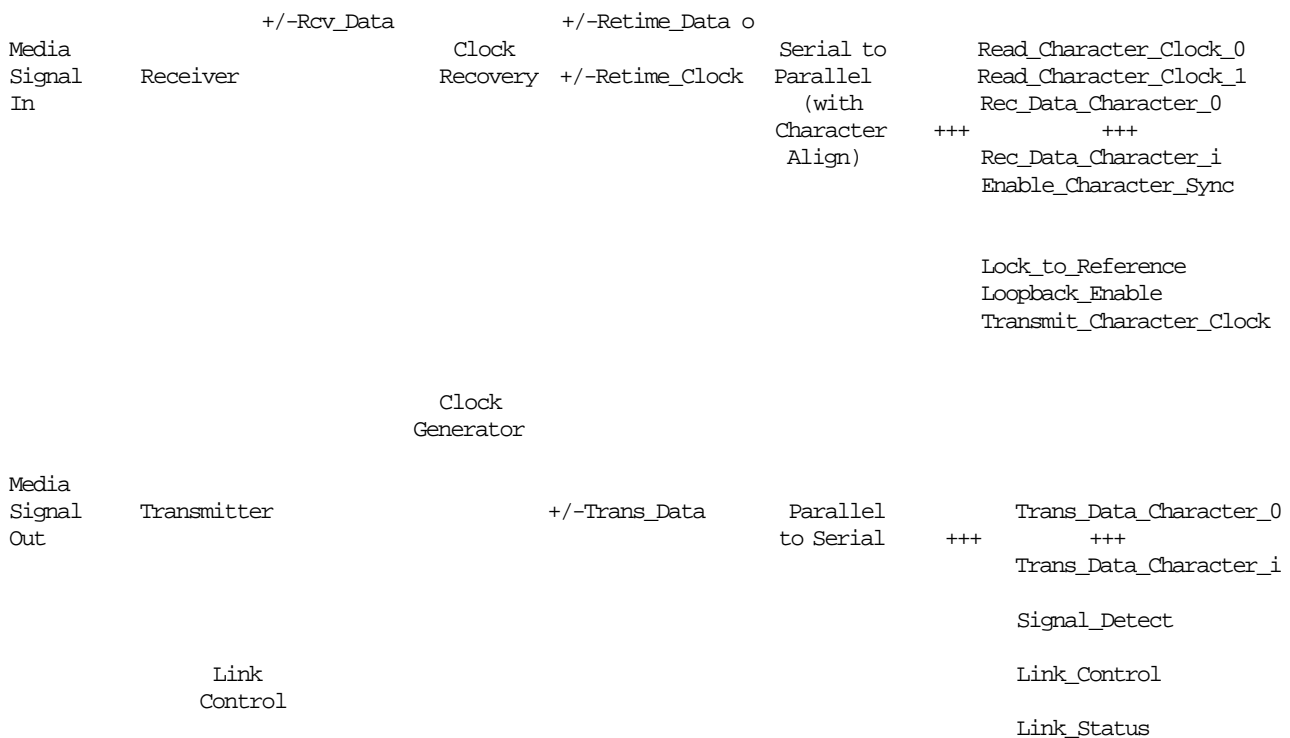 +/-Rcv_Data +/-Retime_Data o
Media Clock Serial to Read_Character_Clock_0
Signal Receiver Recovery +/-Retime_Clock Parallel Read_Character_Clock_1
In (with Rec_Data_Character_0
Character +++ +++
Align) Rec_Data_Character_i
Enable_Character_Sync
Lock_to_Reference
Loopback_Enable
Transmit_Character_Clock
Clock
Generator
Media
Signal Transmitter +/-Trans_Data Parallel Trans_Data_Character_0
Out to Serial +++ +++
Trans_Data_Character_i
Signal_Detect
Link Link_Control
Control
Link_Status